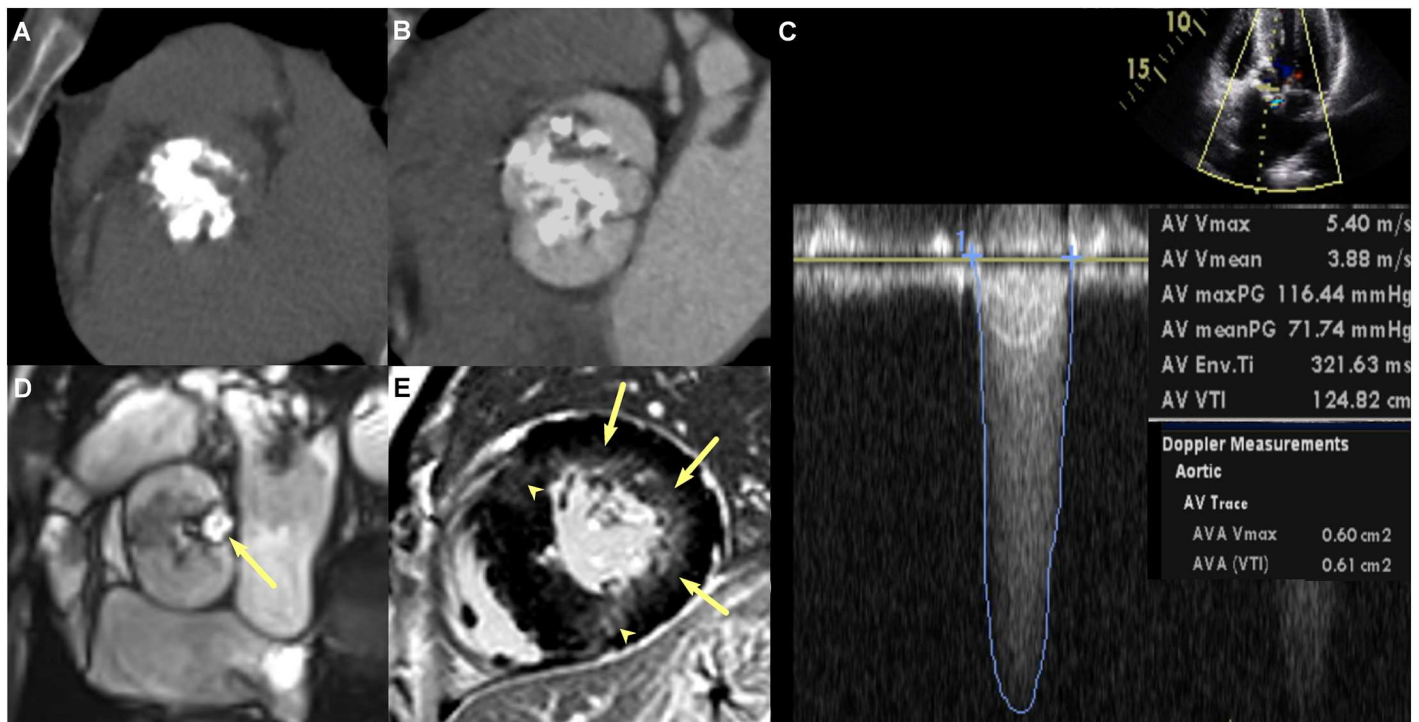 A
B
C
10
15
1
AV Vmax 5.40 m/s
AV Vmean 3.88 m/s
AV maxPG 116.44 mmHg
AV meanPG 71.74 mmHg
AV Env.Ti 321.63 ms
AV VTI 124.82 cm
Doppler Measurements
Aortic
AV Trace
AVA Vmax 0.60 cm2
AVA (VTI) 0.61 cm2
D
E